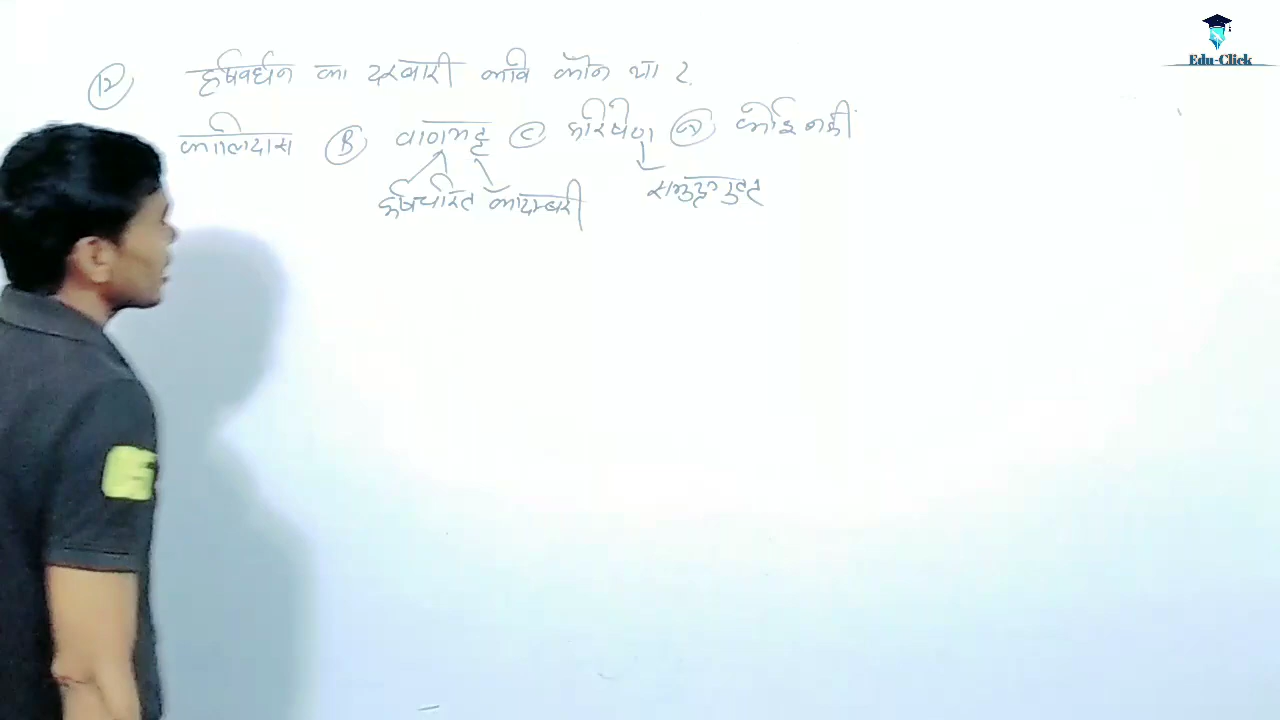 Edu-Click
12 हर्षवर्धन का दरबारी कवि कौन था ?
कालिदास B वाणभट्ट C हरिषेण D कोई नहीं
हर्षचरित कादम्बरी समुद्रगुप्त